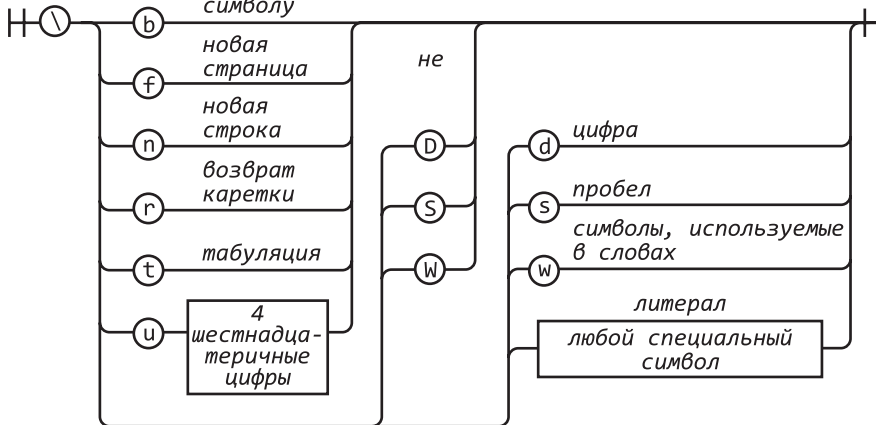 \
b
символу
f
новая
страница
n
новая
строка
r
возврат
каретки
t
табуляция
u
4
шестнадца-
теричные
цифры
не
D
S
W
d
цифра
s
пробел
w
символы, используемые
в словах
литерал
любой специальный
символ